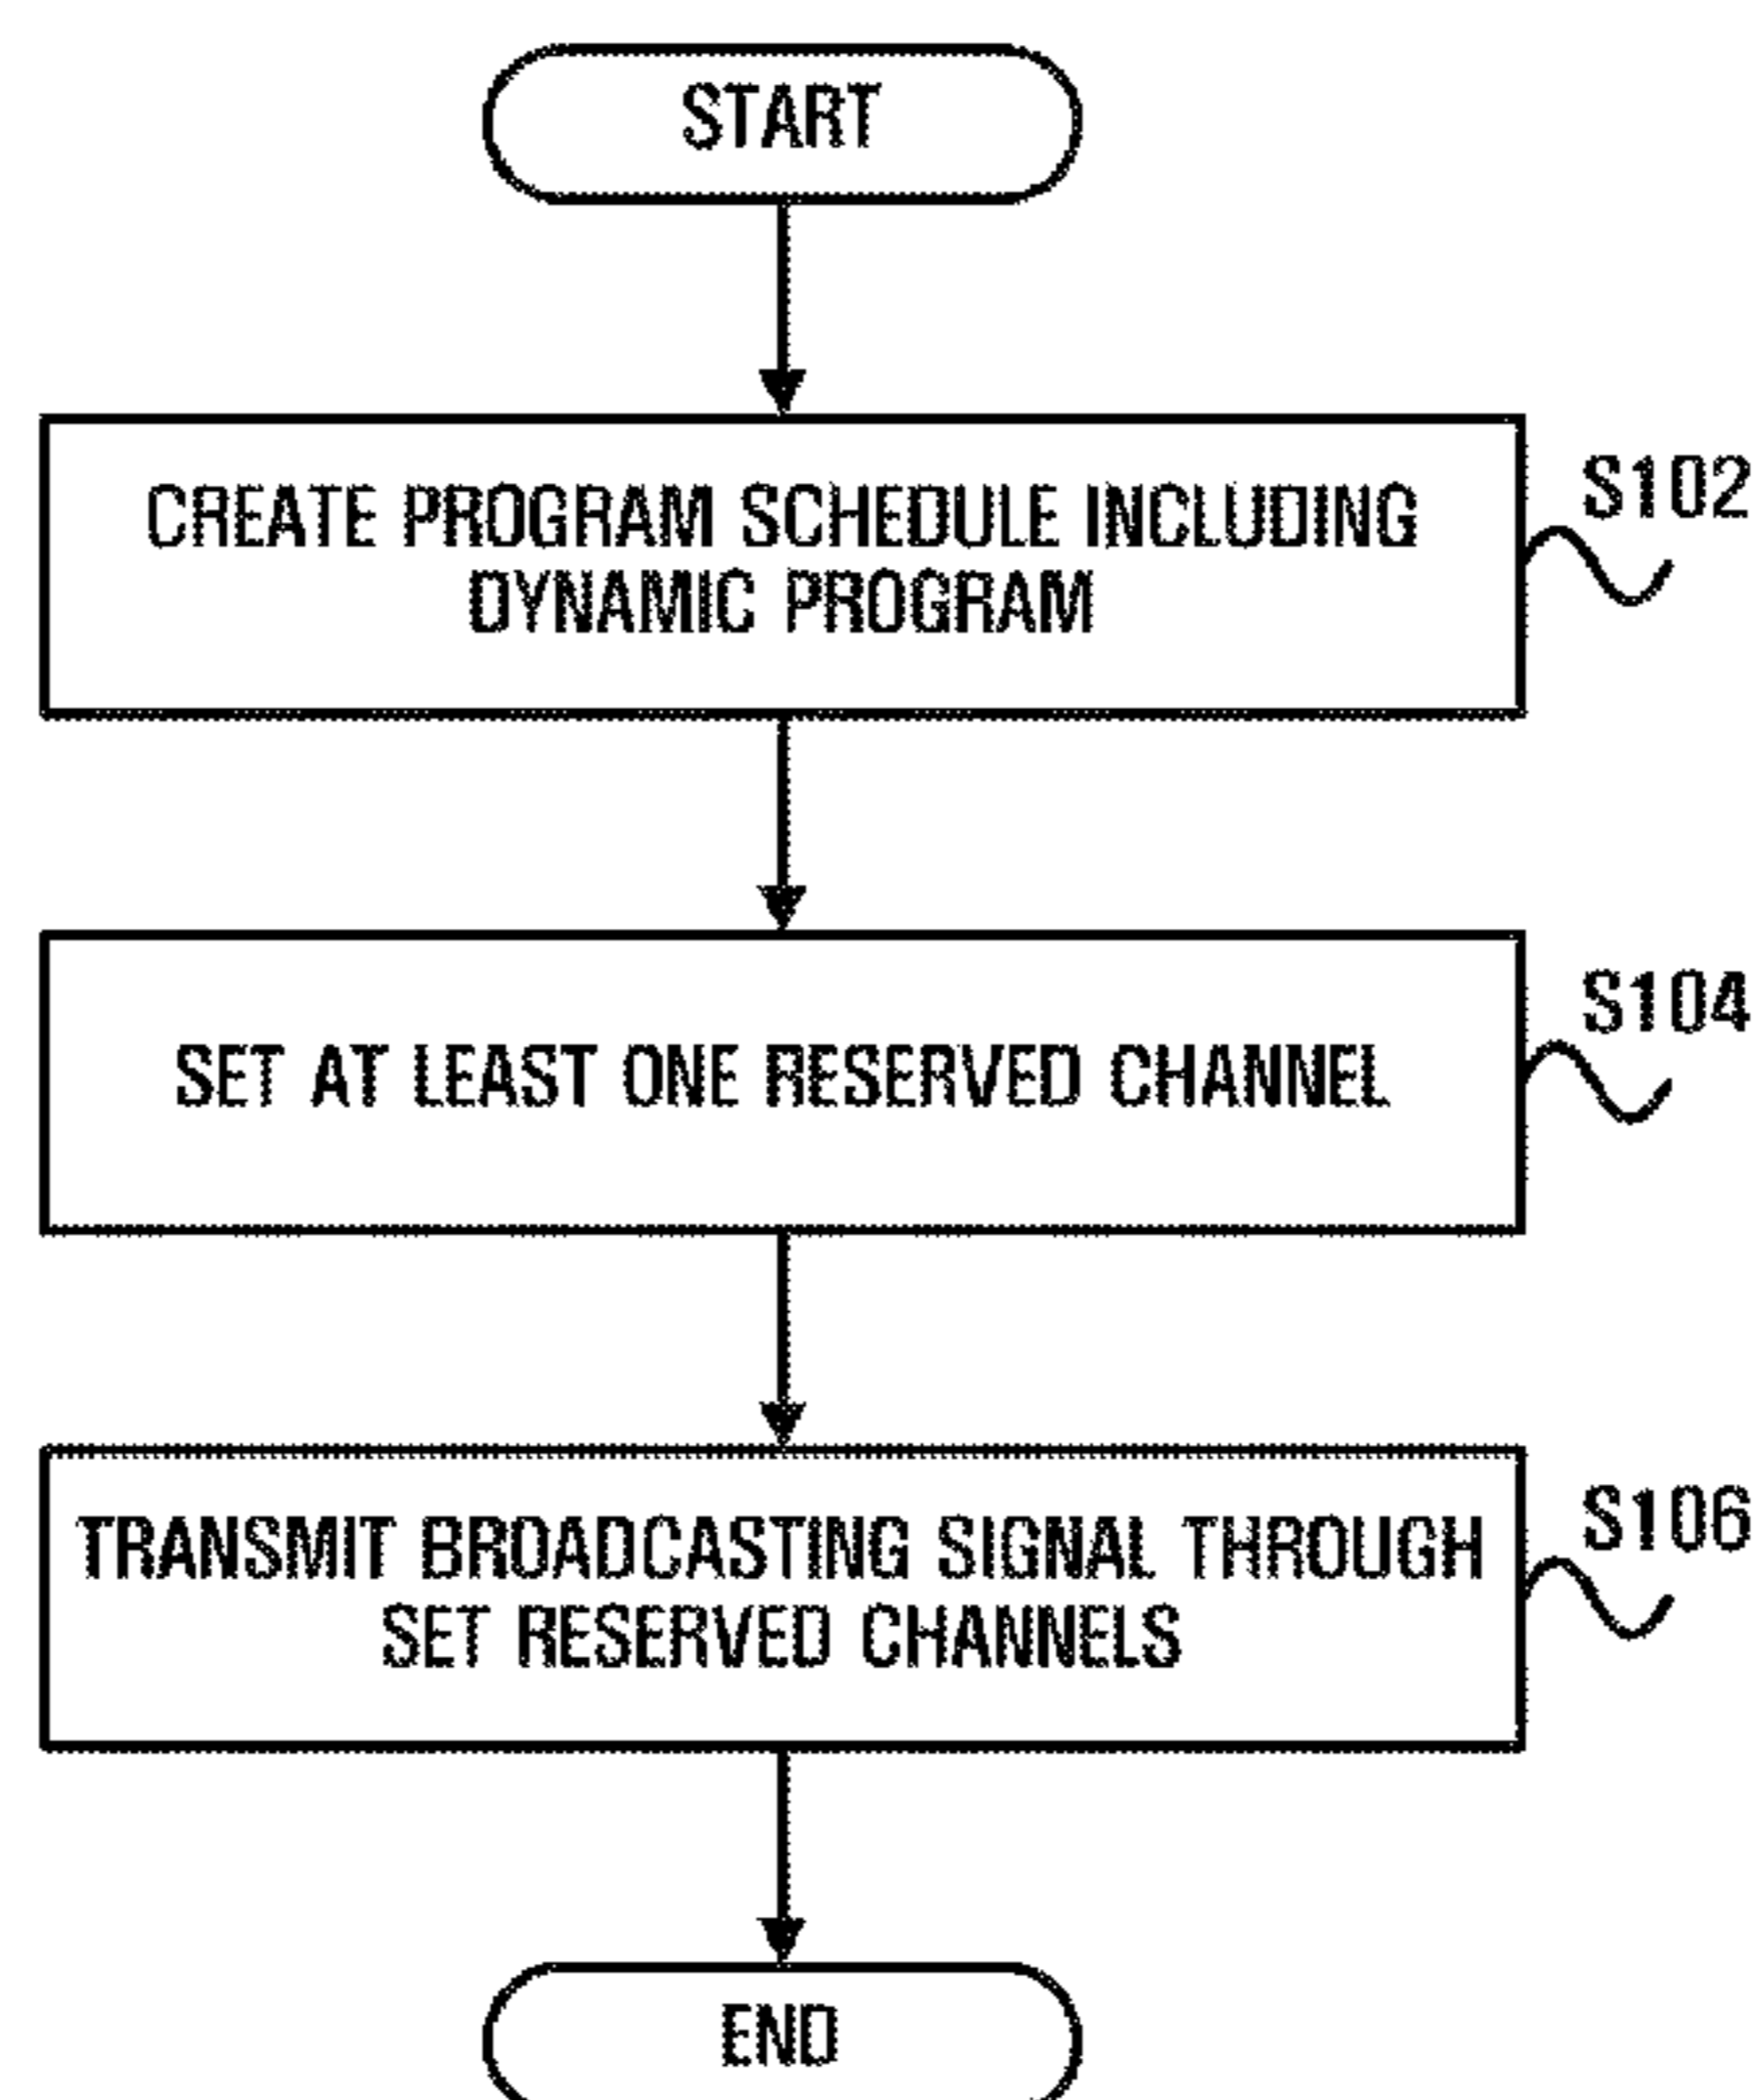 START
CREATE PROGRAM SCHEDULE INCLUDING
DYNAMIC PROGRAM
S102
SET AT LEAST ONE RESERVED CHANNEL
S104
TRANSMIT BROADCASTING SIGNAL THROUGH
SET RESERVED CHANNELS
S106
END